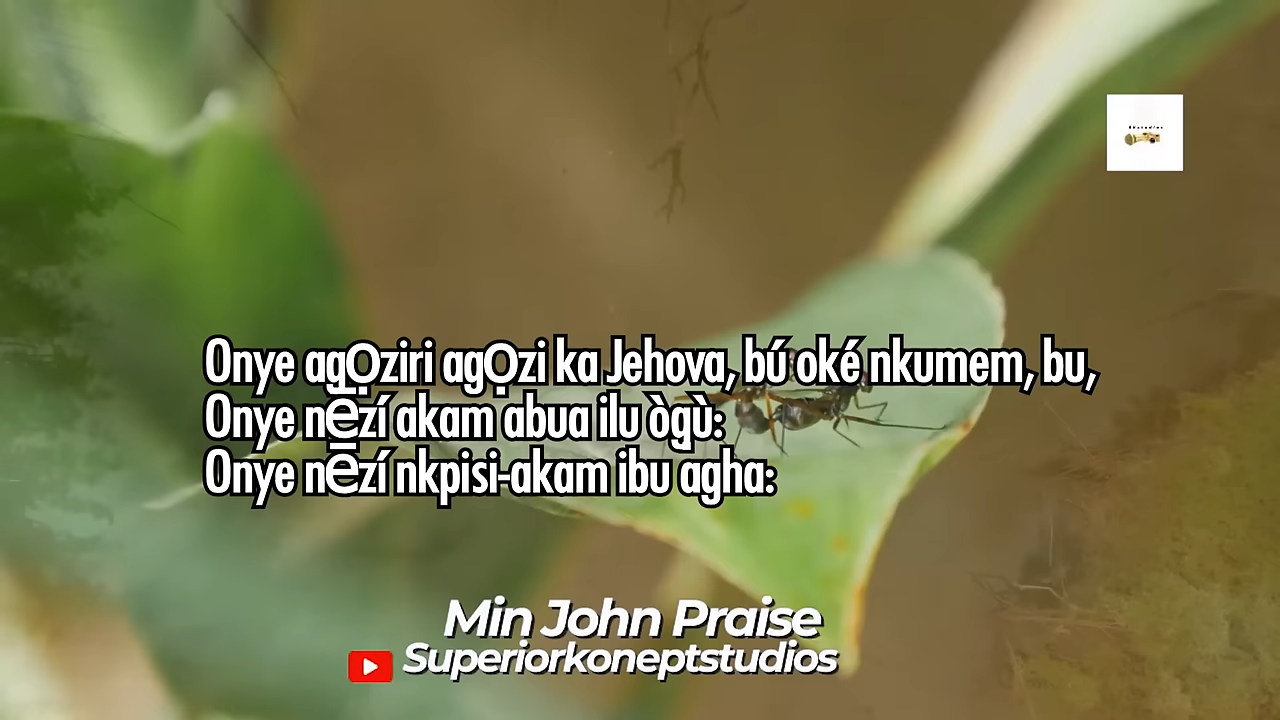 Onye agọziri agọzi ka Jehova, bú oké nkumem, bu,
Onye nēzí akam abua ilu ògù:
Onye nēzí nkpisi-akam ibu agha:
Min John Praise
Superiorkoneptstudios